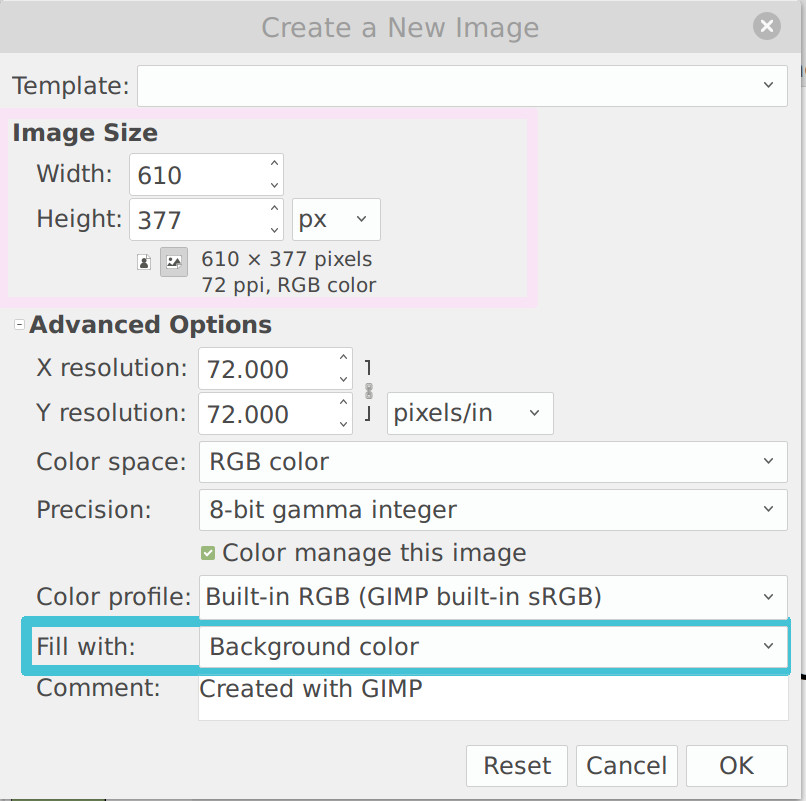 Create a New Image
Template:
Image Size
Width: 610
Height: 377 px
610 × 377 pixels
72 ppi, RGB color
Advanced Options
X resolution: 72.000
Y resolution: 72.000 pixels/in
Color space: RGB color
Precision: 8-bit gamma integer
Color manage this image
Color profile: Built-in RGB (GIMP built-in sRGB)
Fill with: Background color
Comment: Created with GIMP
Reset Cancel OK